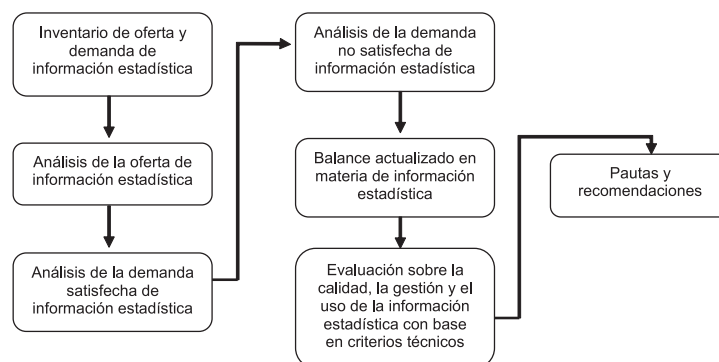 Inventario de oferta y
demanda de
información estadística
Análisis de la oferta de
información estadística
Análisis de la demanda
satisfecha de
información estadística
Análisis de la demanda
no satisfecha de
información estadística
Balance actualizado en
materia de información
estadística
Evaluación sobre la
calidad, la gestión y el
uso de la información
estadística con base
en criterios técnicos
Pautas y
recomendaciones